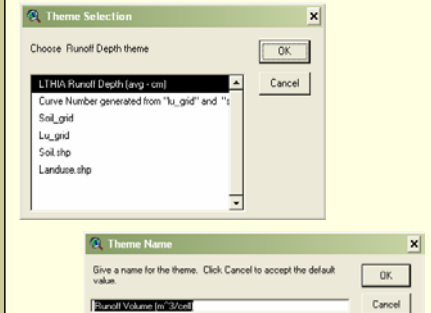 Theme Selection
Choose Runoff Depth theme
OK
LTHIA Runoff Depth (avg - cm)
Cancel
Curve Number generated from "lu_grid" and "s
Soil_grid
Lu_grid
Soil.shp
Landuse.shp
Theme Name
Give a name for the theme. Click Cancel to accept the default
value.
OK
Runoff Volume (m^3/cell)
Cancel